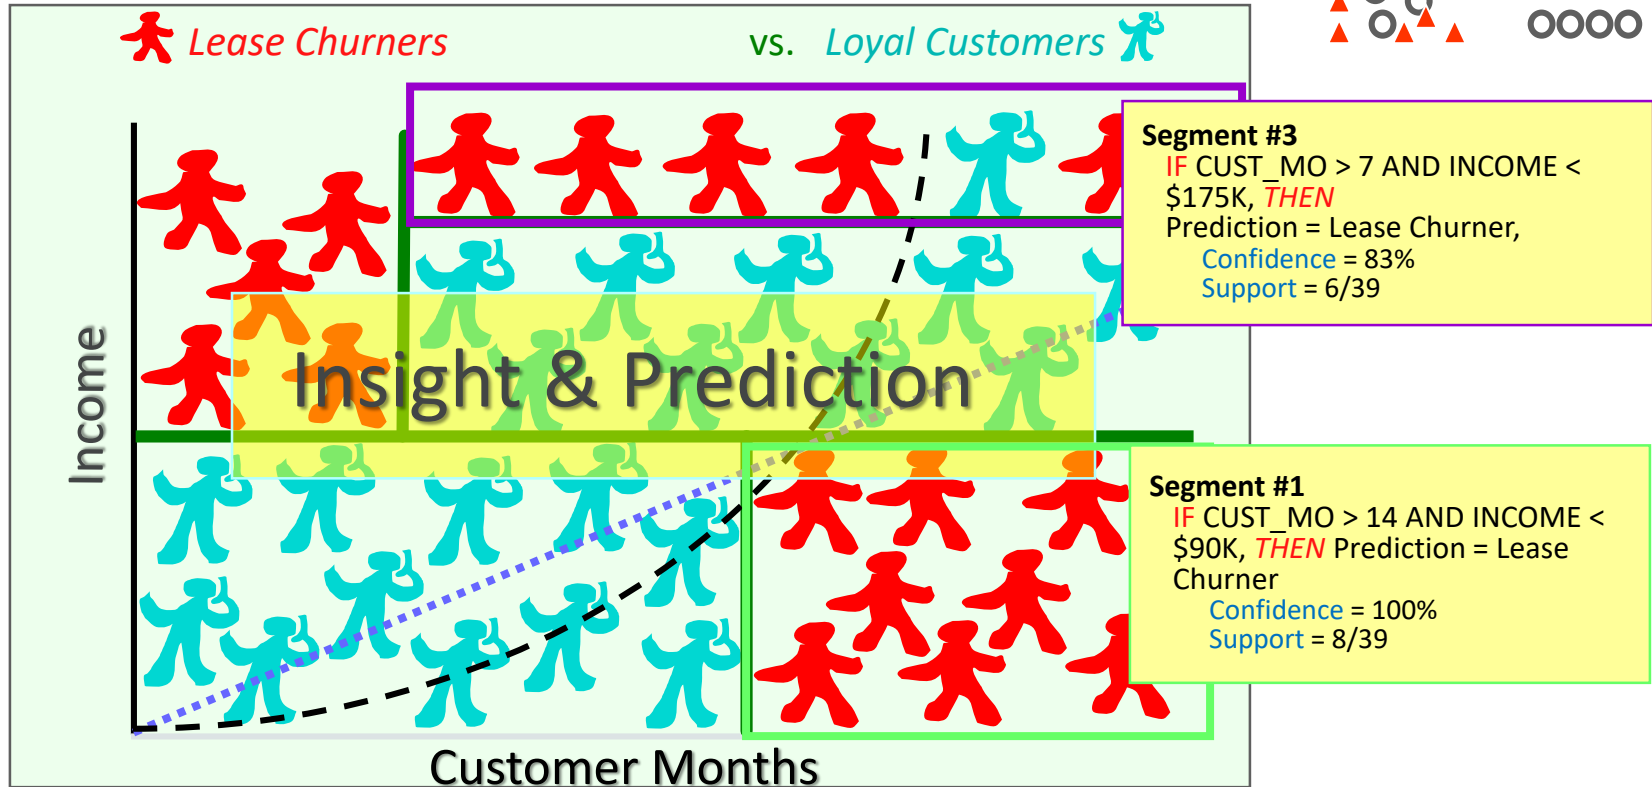 Lease Churners vs. Loyal Customers
Segment #3
IF CUST_MO > 7 AND INCOME <
$175K, THEN
Prediction = Lease Churner,
Confidence = 83%
Support = 6/39
Income
Insight & Prediction
Segment #1
IF CUST_MO > 14 AND INCOME <
$90K, THEN Prediction = Lease
Churner
Confidence = 100%
Support = 8/39
Customer Months